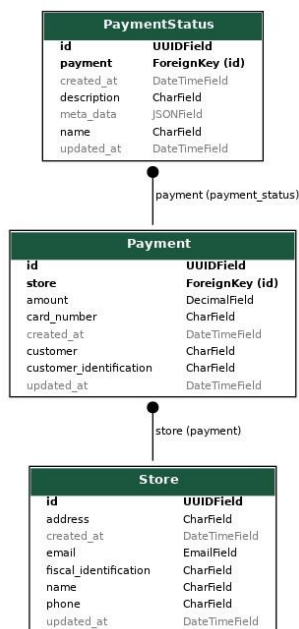 PaymentStatus
id UUIDField
payment ForeignKey (id)
created_at DateTimeField
description CharField
meta_data JSONField
name CharField
updated_at DateTimeField
payment (payment_status)
Payment
id UUIDField
store ForeignKey (id)
amount DecimalField
card_number CharField
created_at DateTimeField
customer CharField
customer_identification CharField
updated_at DateTimeField
store (payment)
Store
id UUIDField
address CharField
created_at DateTimeField
email EmailField
fiscal_identification CharField
name CharField
phone CharField
updated_at DateTimeField